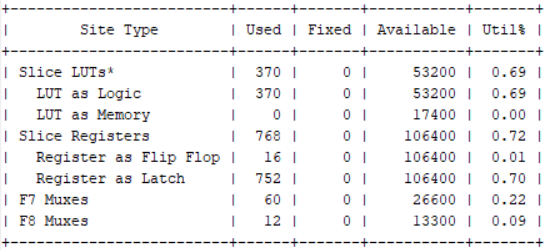 +----------------------------+------+-------+-----------+-------+
|          Site Type         | Used | Fixed | Available | Util% |
+----------------------------+------+-------+-----------+-------+
| Slice LUTs*                |  370 |     0 |     53200 |  0.69 |
|   LUT as Logic             |  370 |     0 |     53200 |  0.69 |
|   LUT as Memory            |    0 |     0 |     17400 |  0.00 |
| Slice Registers            |  768 |     0 |    106400 |  0.72 |
|   Register as Flip Flop    |   16 |     0 |    106400 |  0.01 |
|   Register as Latch        |  752 |     0 |    106400 |  0.70 |
| F7 Muxes                   |   60 |     0 |     26600 |  0.22 |
| F8 Muxes                   |   12 |     0 |     13300 |  0.09 |
+----------------------------+------+-------+-----------+-------+